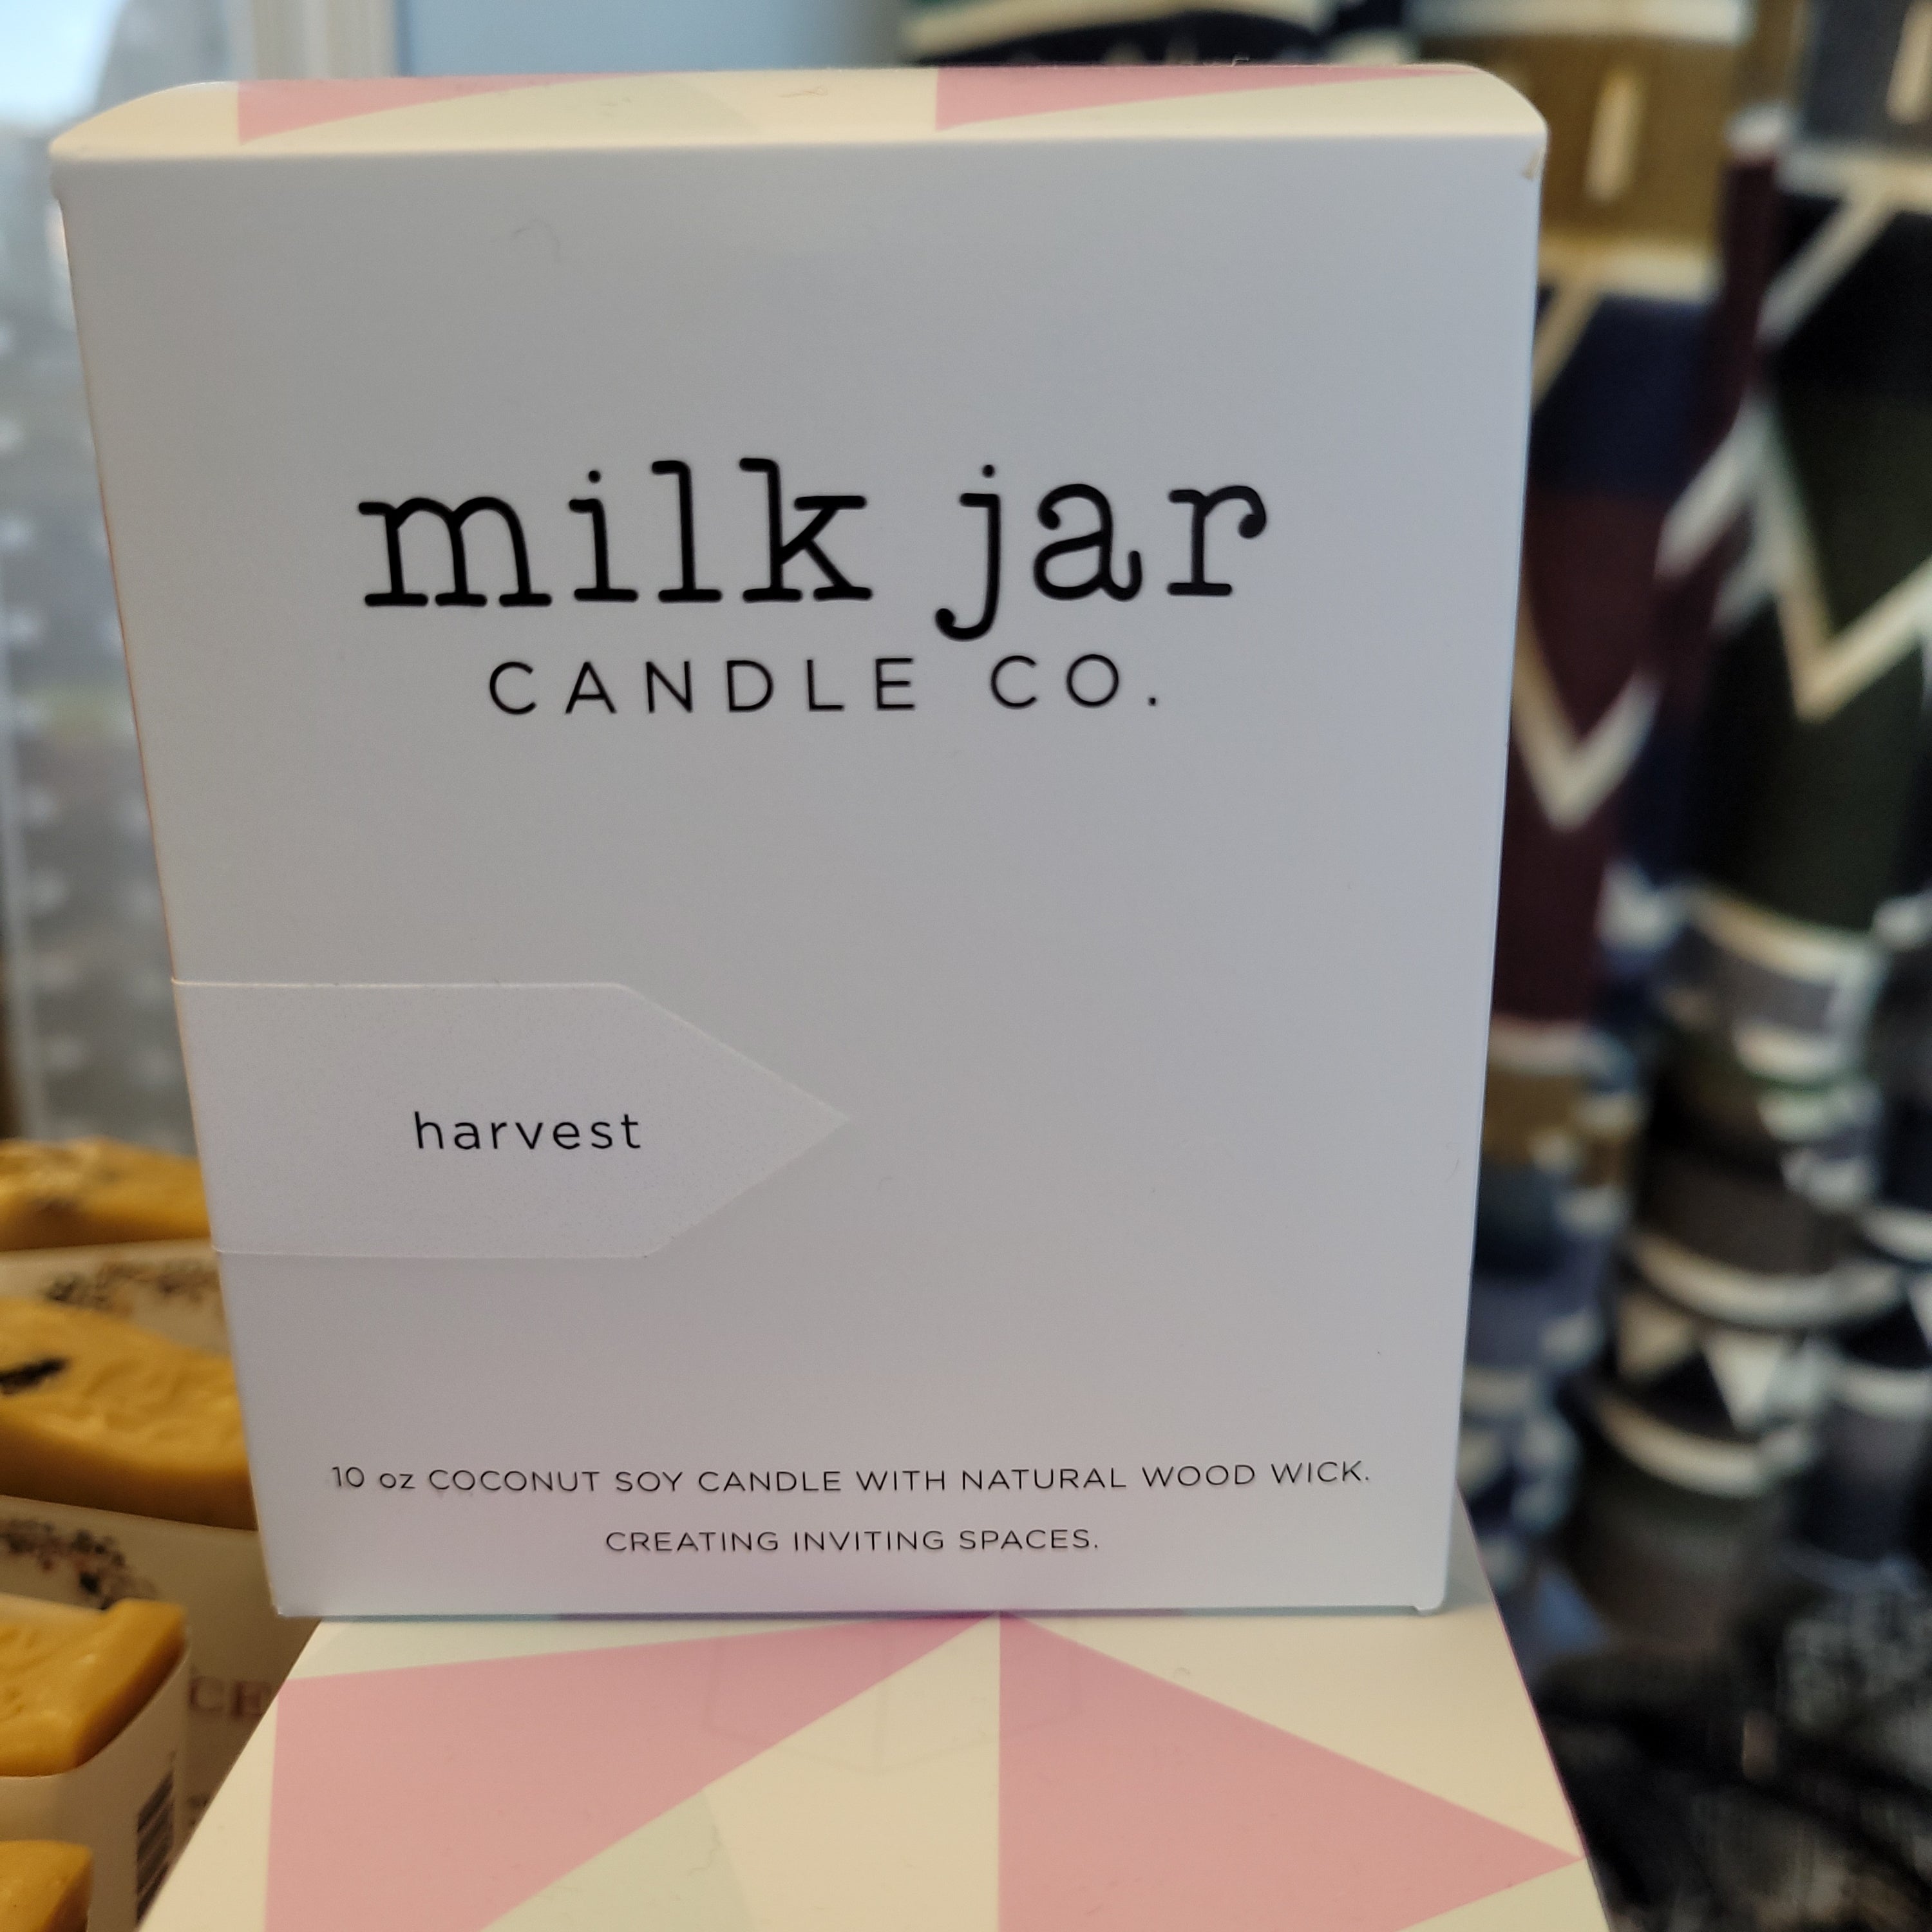 milk jar
CANDLE CO.
harvest
10 oz COCONUT SOY CANDLE WITH NATURAL WOOD WICK.
CREATING INVITING SPACES.